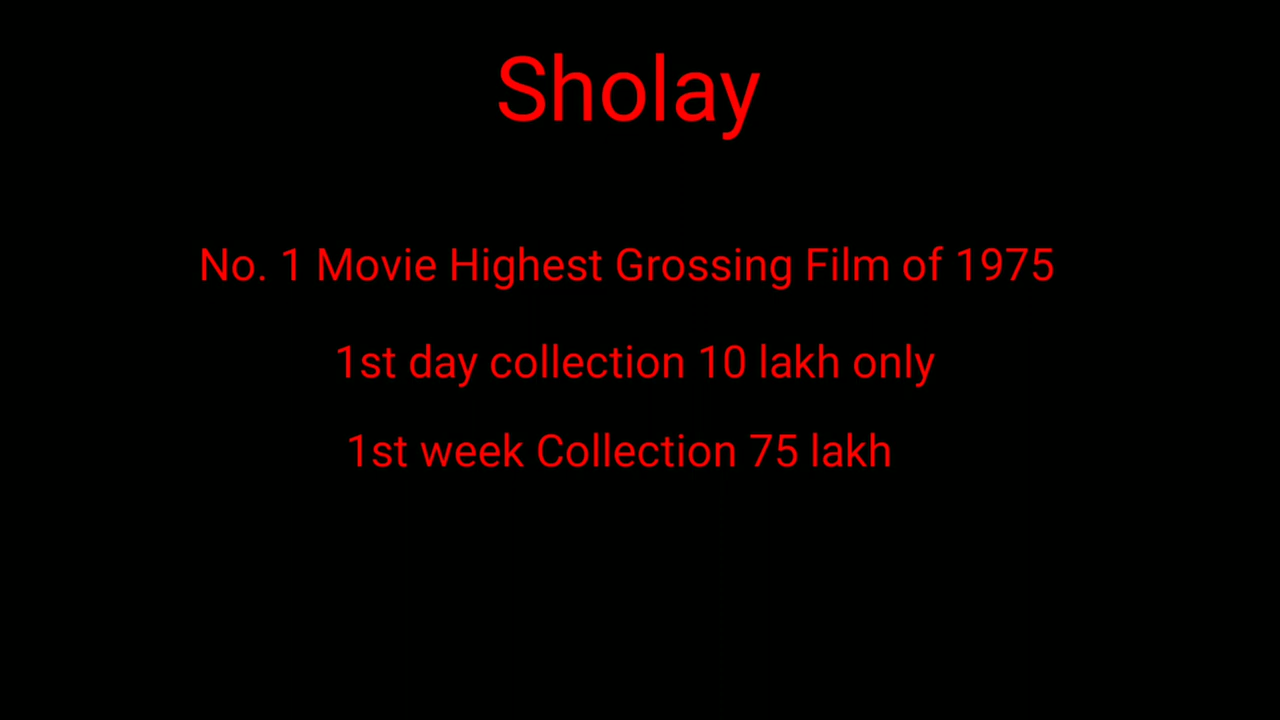 Sholay
No. 1 Movie Highest Grossing Film of 1975
1st day collection 10 lakh only
1st week Collection 75 lakh